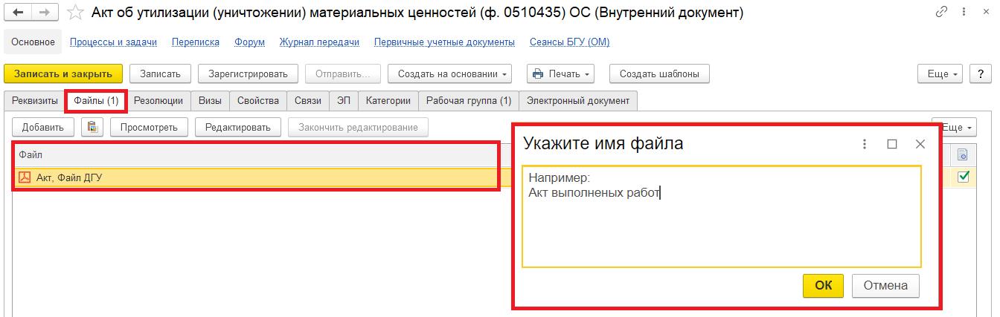 Акт об утилизации (уничтожении) материальных ценностей (ф. 0510435) ОС (Внутренний документ)
Основное Процессы и задачи Переписка Форум Журнал передачи Первичные учетные документы Сеансы БГУ (ОМ)
Записать и закрыть Записать Зарегистрировать Отправить... Создать на основании Печать Создать шаблоны Еще ?
Реквизиты Файлы (1) Резолюции Визы Свойства Связи ЭП Категории Рабочая группа (1) Электронный документ
Добавить Просмотреть Редактировать Закончить редактирование Еще
Файл
Акт, Файл ДГУ
Укажите имя файла
Например:
Акт выполненых работ
ОК Отмена